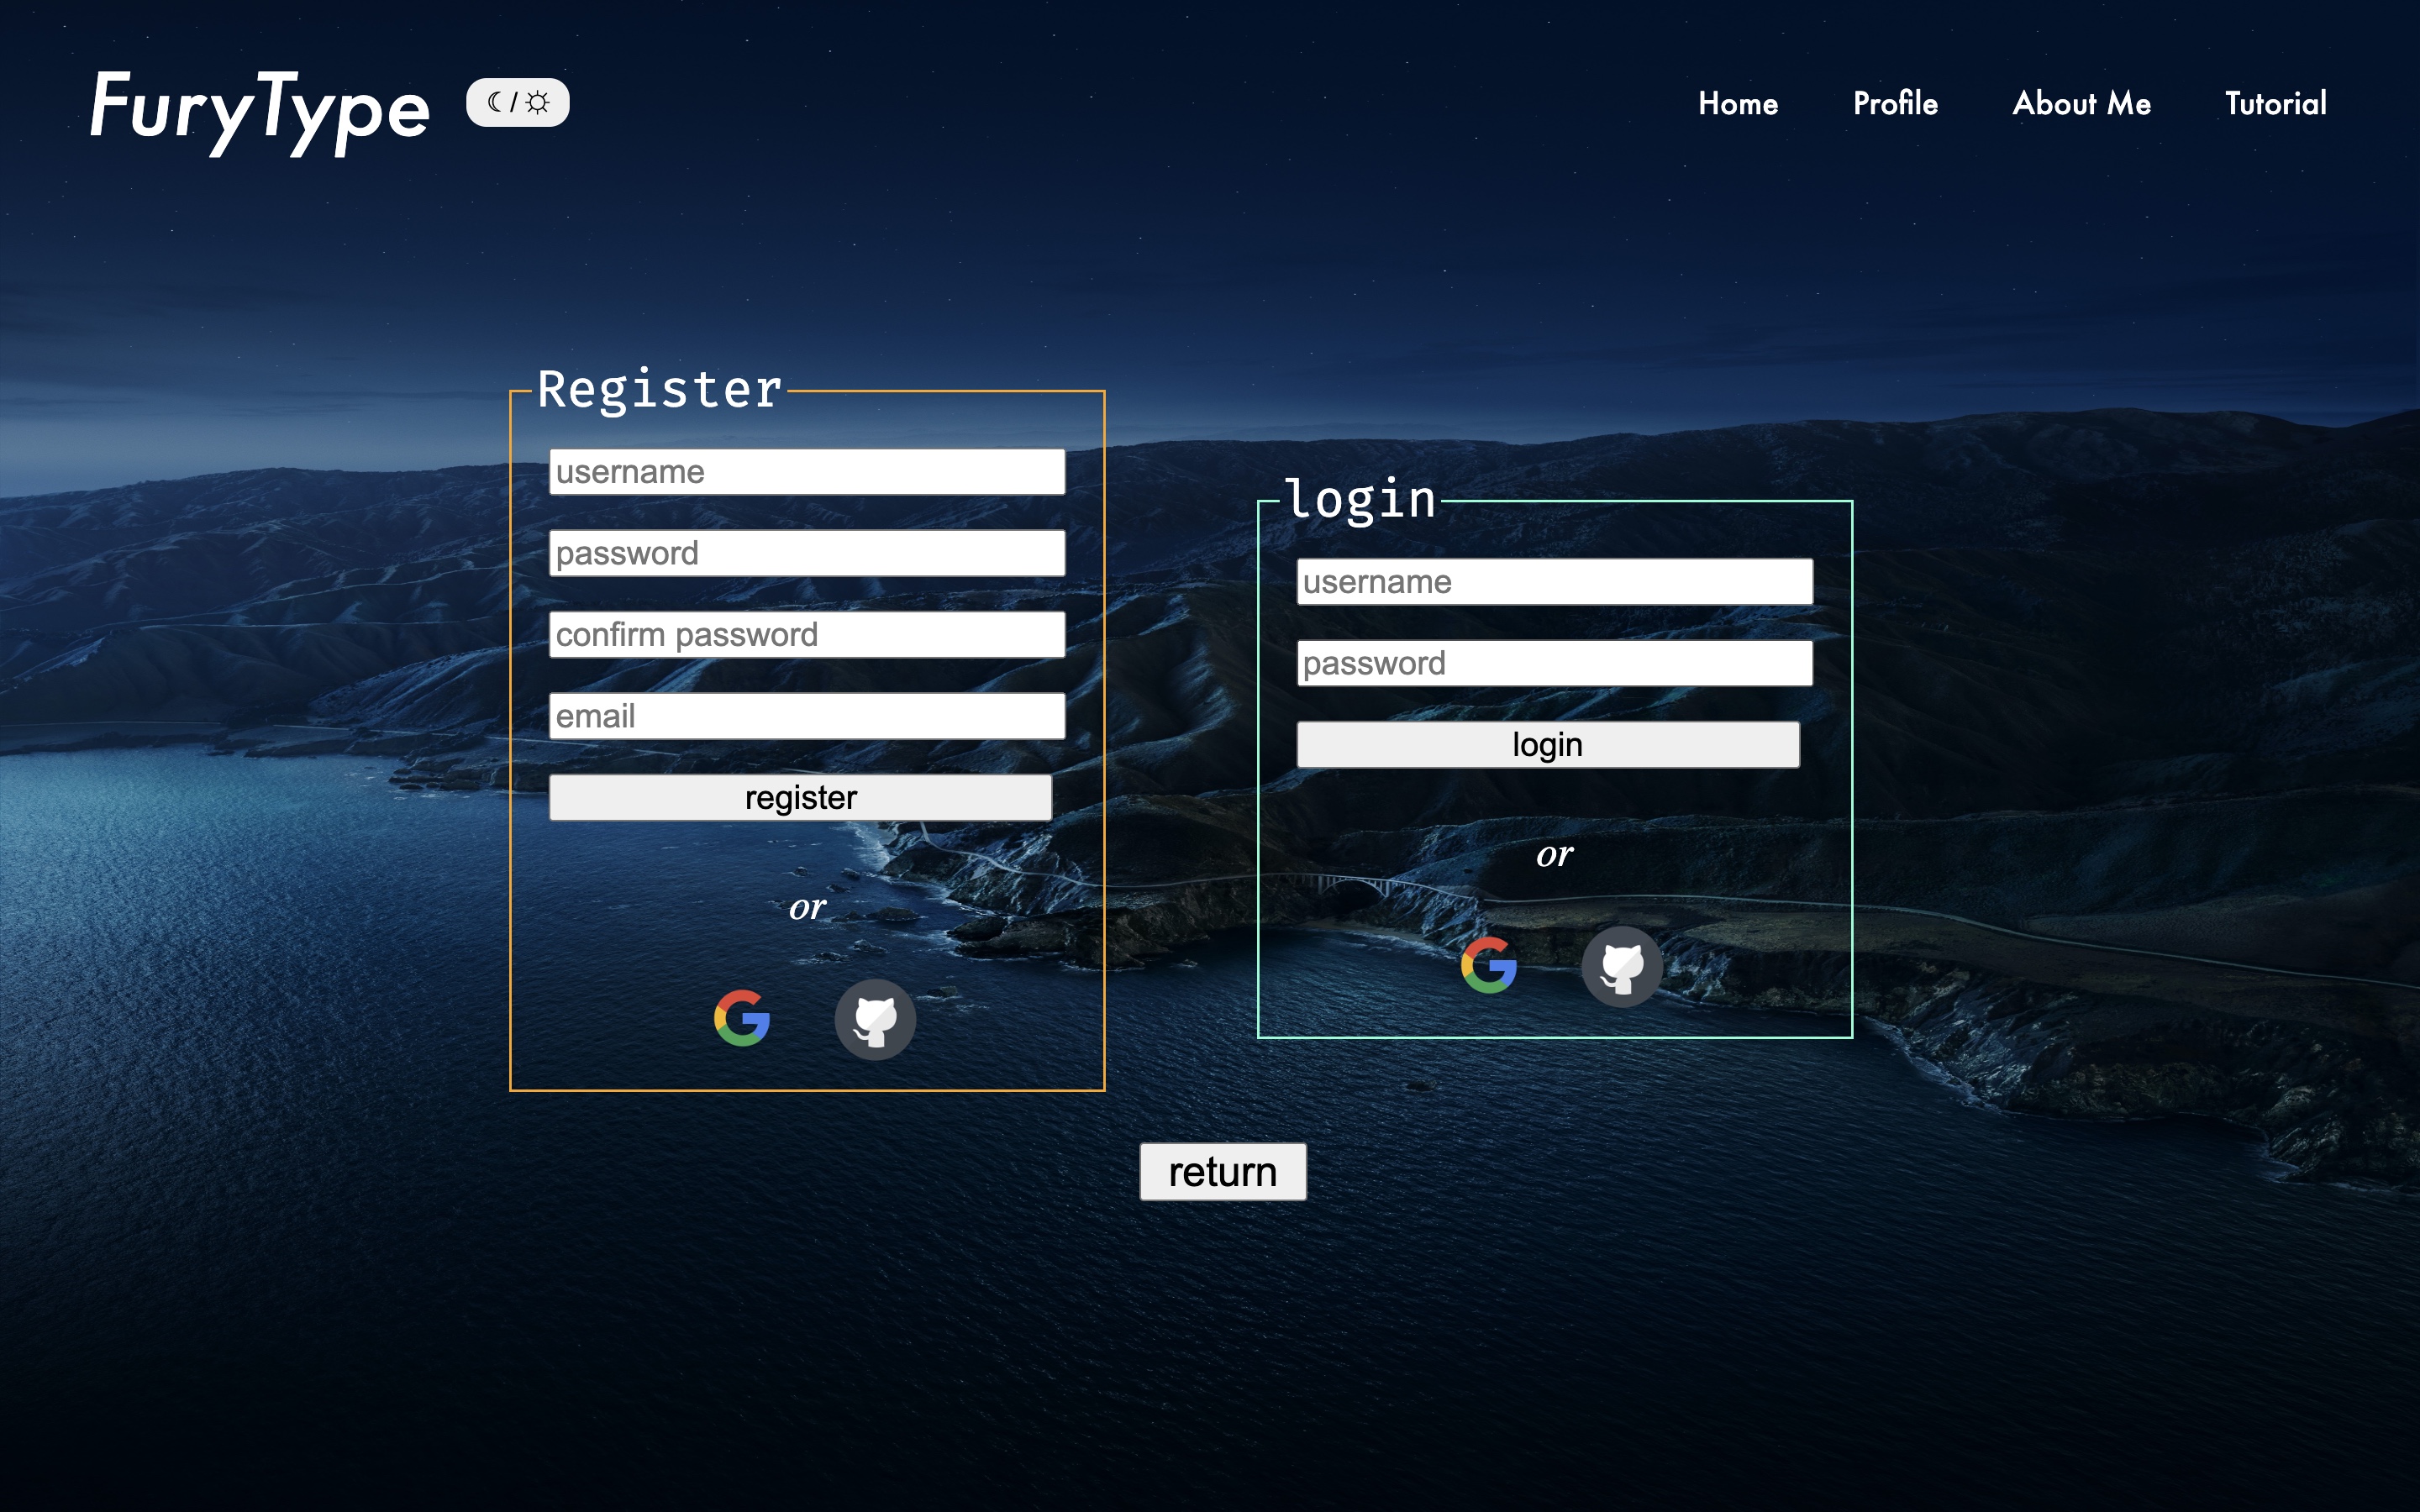 FuryType
☾ / ☼
Home
Profile
About Me
Tutorial
Register
username
password
confirm password
email
register
or
login
username
password
login
or
return